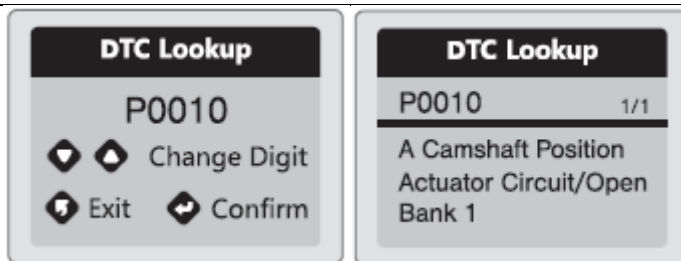 DTC Lookup
P0010
Change Digit
Exit Confirm
DTC Lookup
P0010 1/1
A Camshaft Position
Actuator Circuit/Open
Bank 1